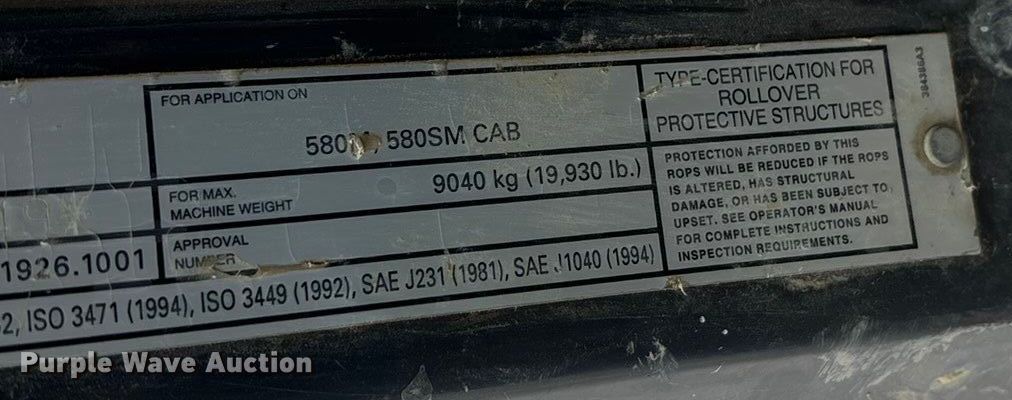 FOR APPLICATION ON
580M, 580SM CAB
FOR MAX.
MACHINE WEIGHT
9040 kg (19,930 lb.)
APPROVAL
NUMBER
1926.1001
2, ISO 3471 (1994), ISO 3449 (1992), SAE J231 (1981), SAE J1040 (1994)
TYPE-CERTIFICATION FOR
ROLLOVER
PROTECTIVE STRUCTURES
PROTECTION AFFORDED BY THIS
ROPS WILL BE REDUCED IF THE ROPS
IS ALTERED, HAS STRUCTURAL
DAMAGE, OR HAS BEEN SUBJECT TO
UPSET. SEE OPERATOR'S MANUAL
FOR COMPLETE INSTRUCTIONS AND
INSPECTION REQUIREMENTS.
384386A3
Purple Wave Auction